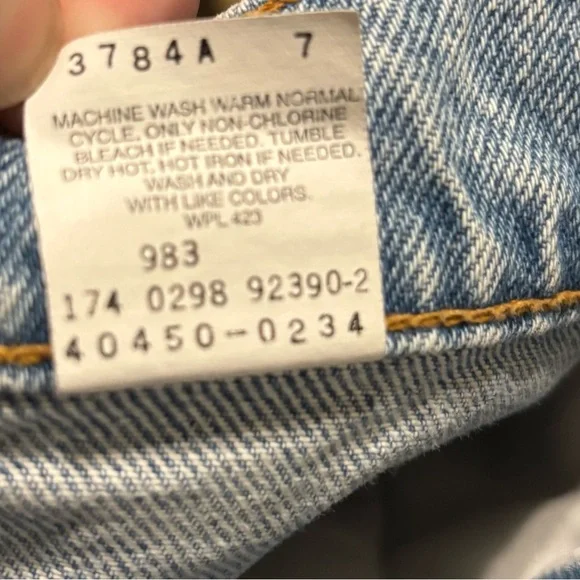 3784A 7
MACHINE WASH WARM NORMAL
CYCLE. ONLY NON-CHLORINE
BLEACH IF NEEDED. TUMBLE
DRY HOT. HOT IRON IF NEEDED.
WASH AND DRY
WITH LIKE COLORS.
WPL 423
983
174 0298 92390-2
40450-0234